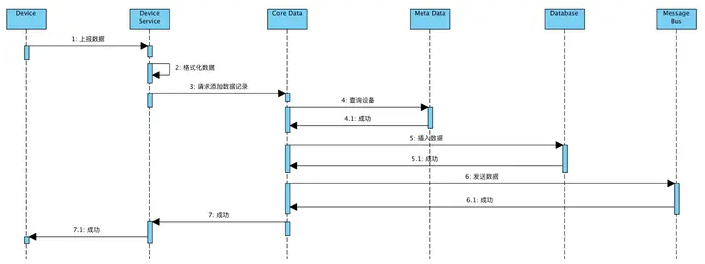 Device
Device
Service
Core Data
Meta Data
Database
Message
Bus
1: 上报数据
2: 格式化数据
3: 请求添加数据记录
4: 查询设备
4.1: 成功
5: 插入数据
5.1: 成功
6: 发送数据
6.1: 成功
7. 成功
7.1: 成功